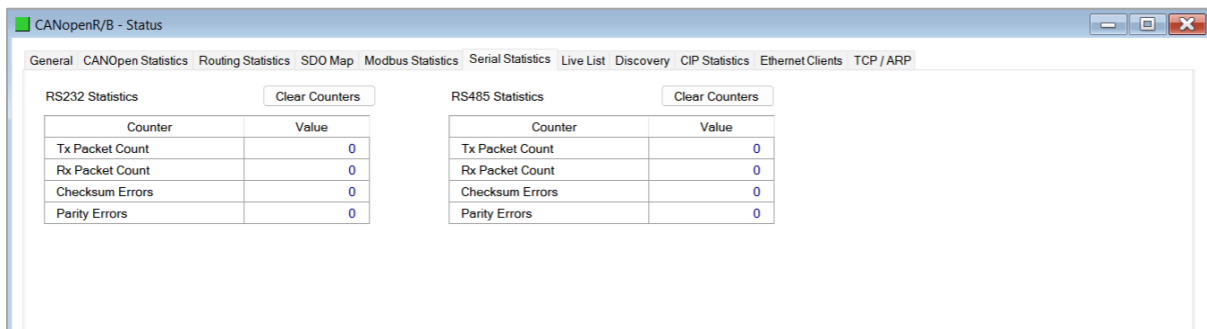 CANopenR/B - Status
General CANOpen Statistics Routing Statistics SDO Map Modbus Statistics Serial Statistics Live List Discovery CIP Statistics Ethernet Clients TCP / ARP
RS232 Statistics Clear Counters
Counter Value
Tx Packet Count 0
Rx Packet Count 0
Checksum Errors 0
Parity Errors 0
RS485 Statistics Clear Counters
Counter Value
Tx Packet Count 0
Rx Packet Count 0
Checksum Errors 0
Parity Errors 0